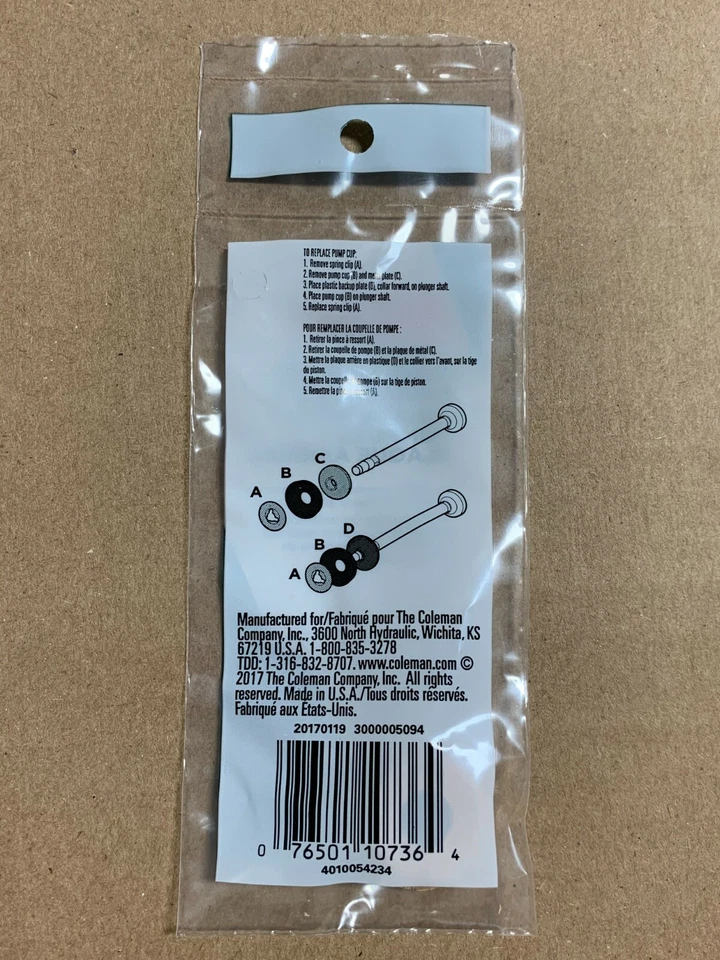 TO REPLACE PUMP CUP:
1. Remove spring clip (A).
2. Remove pump cup (B) and plate (C).
3. Place plastic backup plate (D), collar forward, on plunger shaft.
4. Place pump cup (B) on plunger shaft.
5. Replace spring clip (A).
POUR REMPLACER LA COUPELLE DE POMPE :
1. Retirer la pince à ressort (A).
2. Retirer la coupelle de pompe (B) et la plaque de métal (C).
3. Mettre la plaque arrière en plastique (D) et le collier vers l'avant, sur la tige
du piston.
4. Mettre la pompe (B) sur la tige de piston.
5. Remettre la (A).
C
B
A
D
B
A
Manufactured for/Fabriqué pour The Coleman
Company, Inc., 3600 North Hydraulic, Wichita, KS
67219 U.S.A. 1-800-835-3278
TDD: 1-316-832-8707. www.coleman.com ©
2017 The Coleman Company, Inc. All rights
reserved. Made in U.S.A./Tous droits réservés.
Fabriqué aux États-Unis.
20170119 3000005094
0 76501 10736 4
4010054234